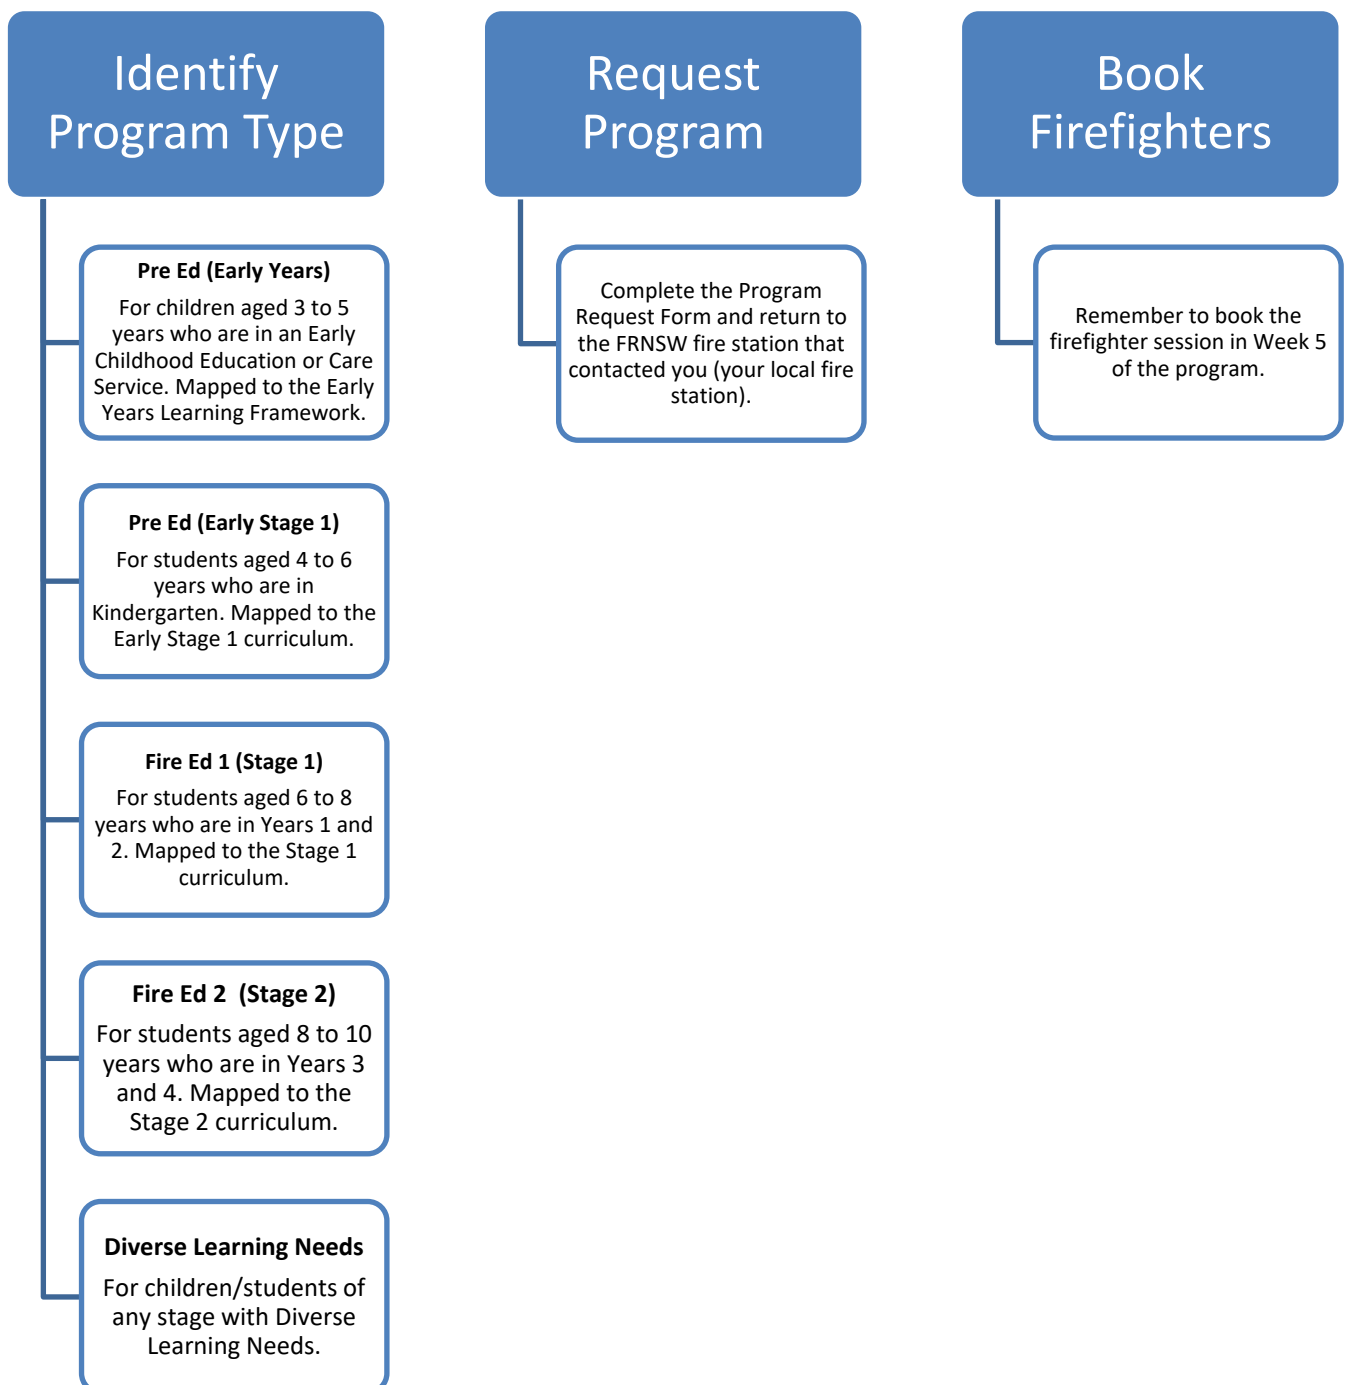 Identify
Program Type
Pre Ed (Early Years)
For children aged 3 to 5
years who are in an Early
Childhood Education or Care
Service. Mapped to the Early
Years Learning Framework.
Pre Ed (Early Stage 1)
For students aged 4 to 6
years who are in
Kindergarten. Mapped to the
Early Stage 1 curriculum.
Fire Ed 1 (Stage 1)
For students aged 6 to 8
years who are in Years 1 and
2. Mapped to the Stage 1
curriculum.
Fire Ed 2  (Stage 2)
For students aged 8 to 10
years who are in Years 3
and 4. Mapped to the
Stage 2 curriculum.
Diverse Learning Needs
For children/students of
any stage with Diverse
Learning Needs.
Request
Program
Complete the Program
Request Form and return to
the FRNSW fire station that
contacted you (your local fire
station).
Book
Firefighters
Remember to book the
firefighter session in Week 5
of the program.